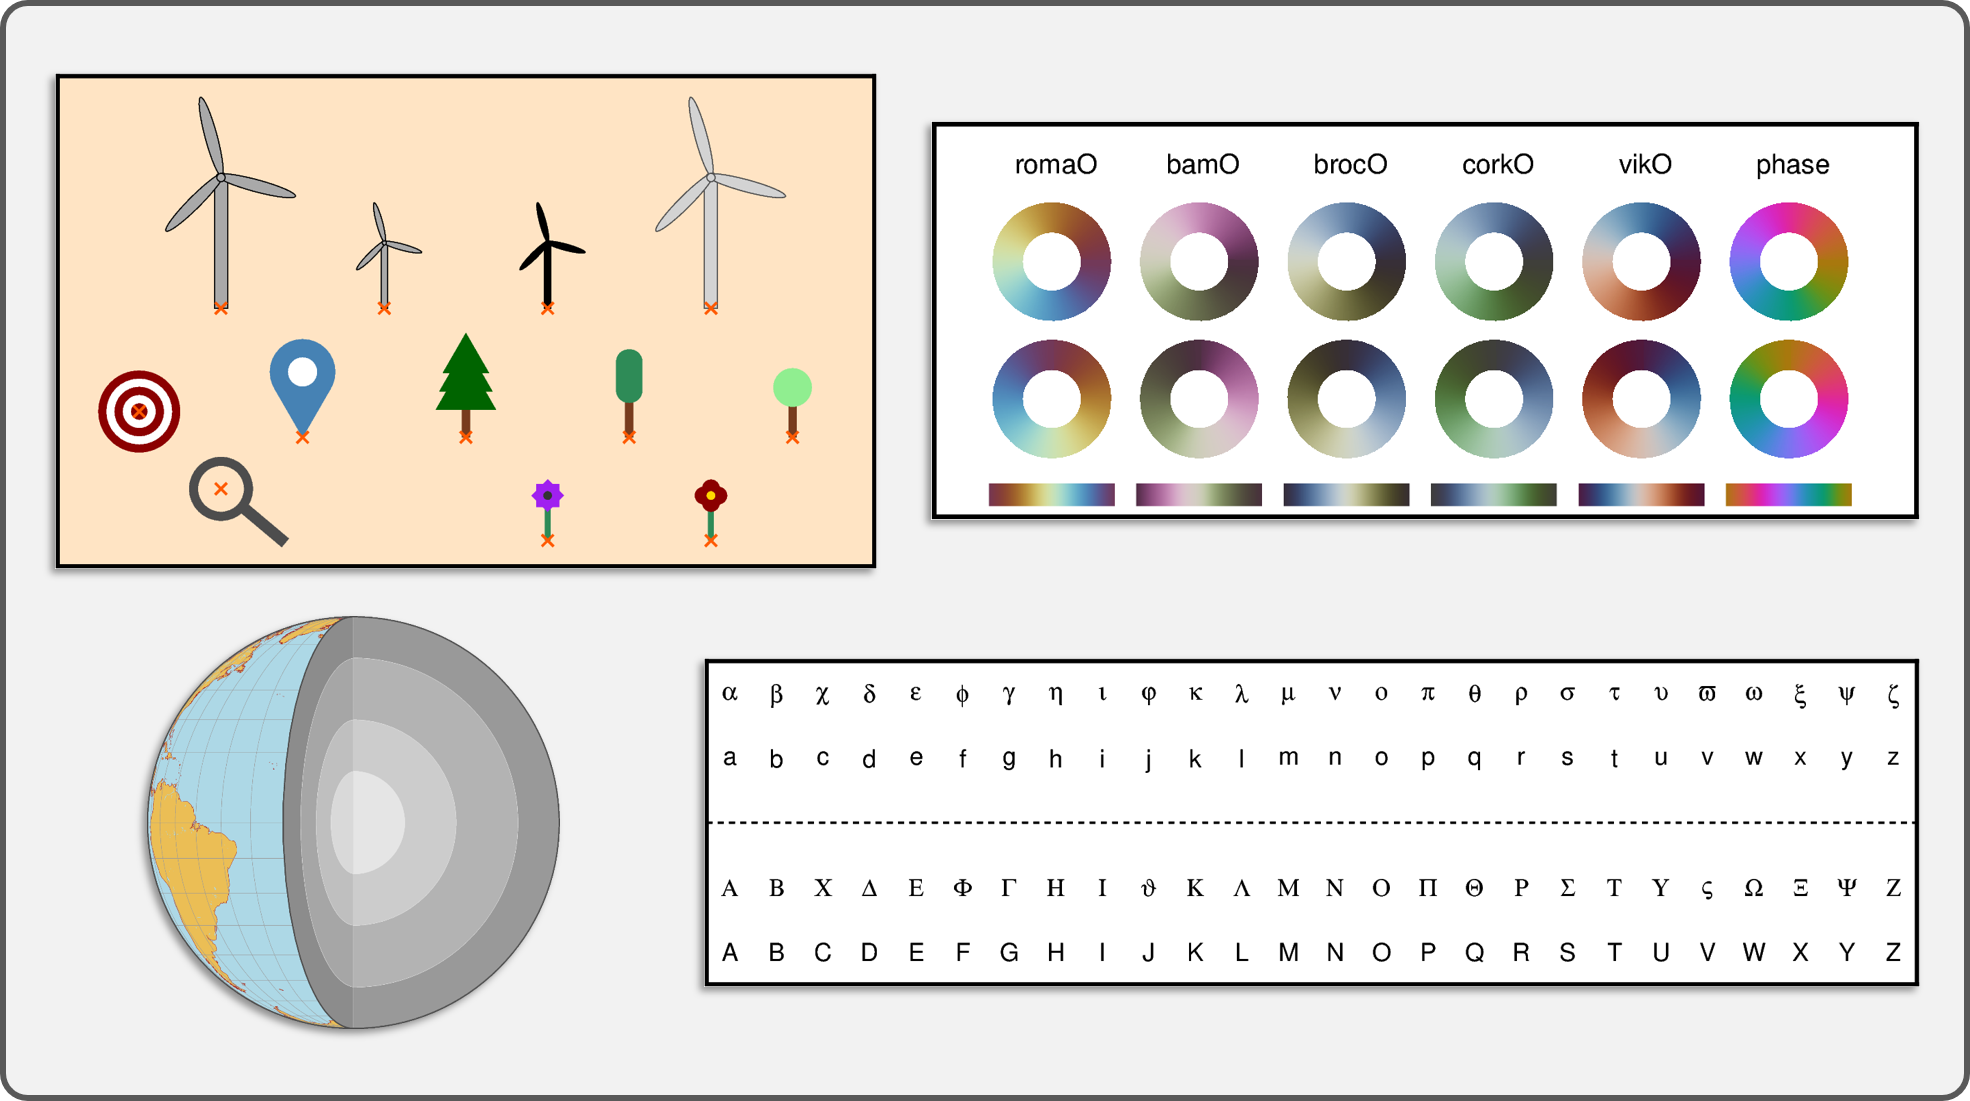 romaO bamO brocO corkO vikO phase
α β χ δ ε ϕ γ η ι φ κ λ μ ν ο π θ ρ σ τ υ ϖ ω ξ ψ ζ
a b c d e f g h i j k l m n o p q r s t u v w x y z
Α Β Χ Δ Ε Φ Γ Η Ι ϑ Κ Λ Μ Ν Ο Π Θ Ρ Σ Τ Υ ς Ω Ξ Ψ Ζ
A B C D E F G H I J K L M N O P Q R S T U V W X Y Z